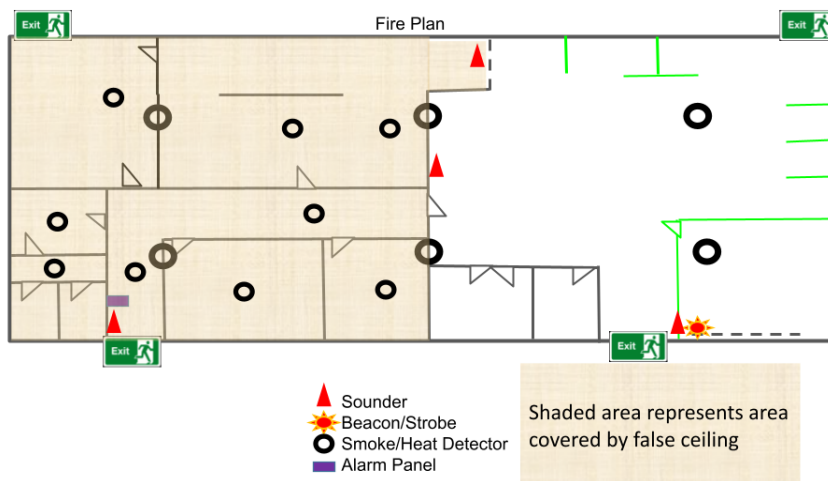 Exit
Fire Plan
Exit
Exit
Exit
Sounder
Beacon/Strobe
Smoke/Heat Detector
Alarm Panel
Shaded area represents area
covered by false ceiling